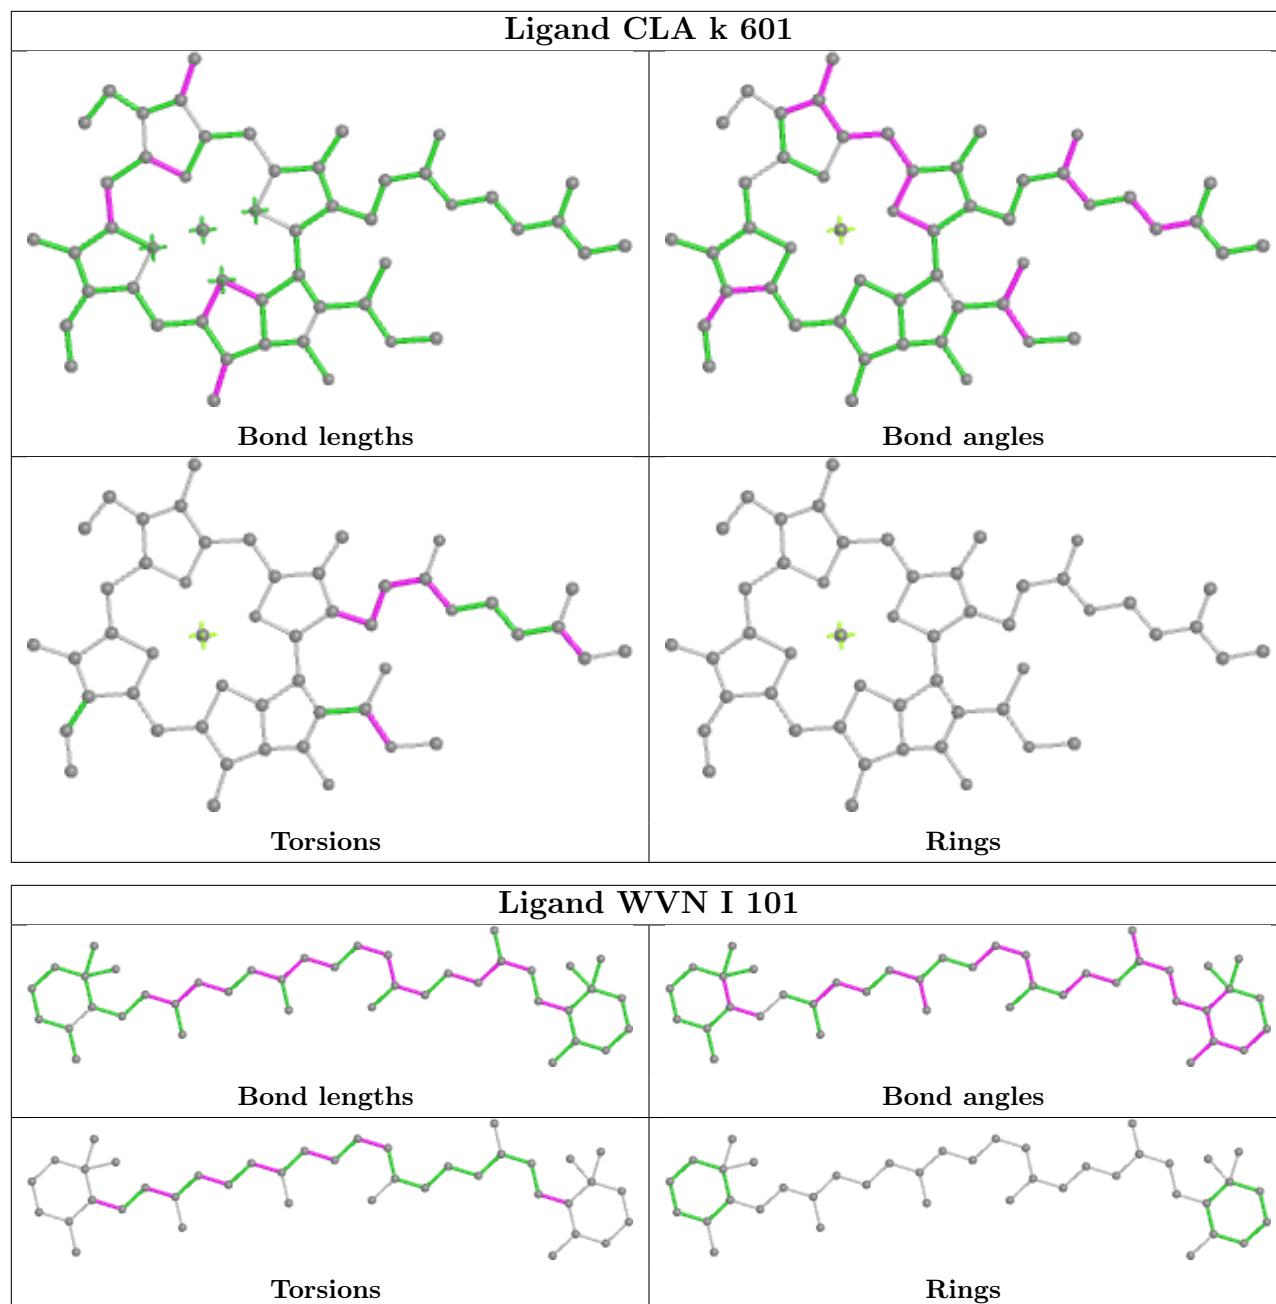 Ligand CLA k 601
Bond lengths
Bond angles
Torsions
Rings
Ligand WVN I 101
Bond lengths
Bond angles
Torsions
Rings